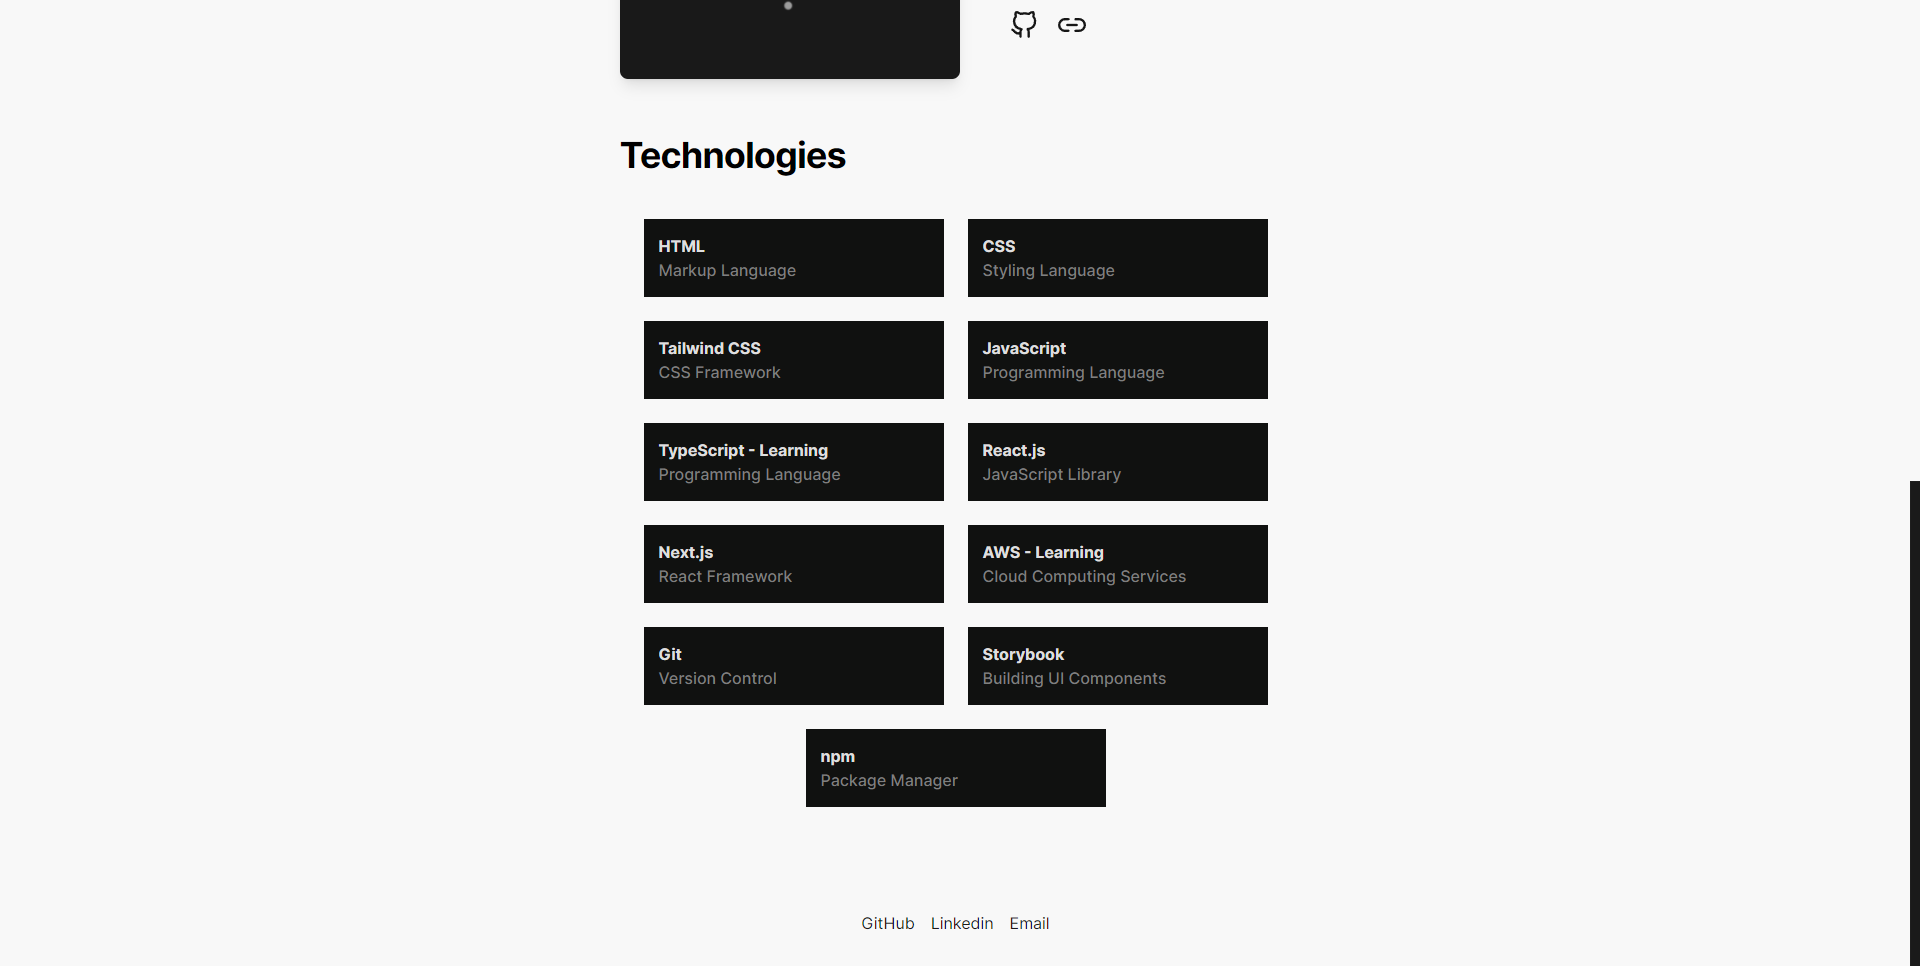 Technologies
HTML
Markup Language
CSS
Styling Language
Tailwind CSS
CSS Framework
JavaScript
Programming Language
TypeScript - Learning
Programming Language
React.js
JavaScript Library
Next.js
React Framework
AWS - Learning
Cloud Computing Services
Git
Version Control
Storybook
Building UI Components
npm
Package Manager
GitHub Linkedin Email